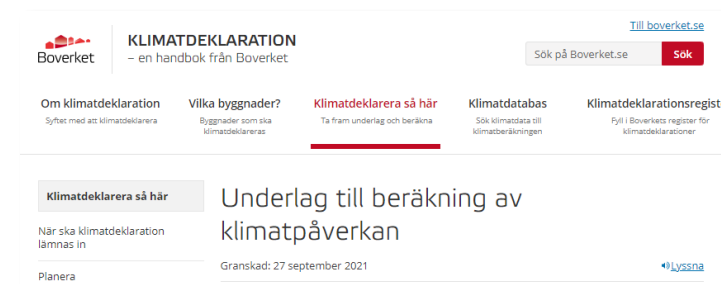 Till boverket.se
Boverket
KLIMATDEKLARATION
– en handbok från Boverket
Sök på Boverket.se
Sök
Om klimatdeklaration
Syftet med att klimatdeklarera
Vilka byggnader?
Byggnader som ska
klimatdeklareras
Klimatdeklarera så här
Ta fram underlag och beräkna
Klimatdatabas
Sök klimatdata till
klimatberäkningen
Klimatdeklarationsregist
Fyll i Boverkets register för
klimatdeklarationer
Klimatdeklarera så här
När ska klimatdeklaration
lämnas in
Planera
Underlag till beräkning av
klimatpåverkan
Granskad: 27 september 2021
Lyssna